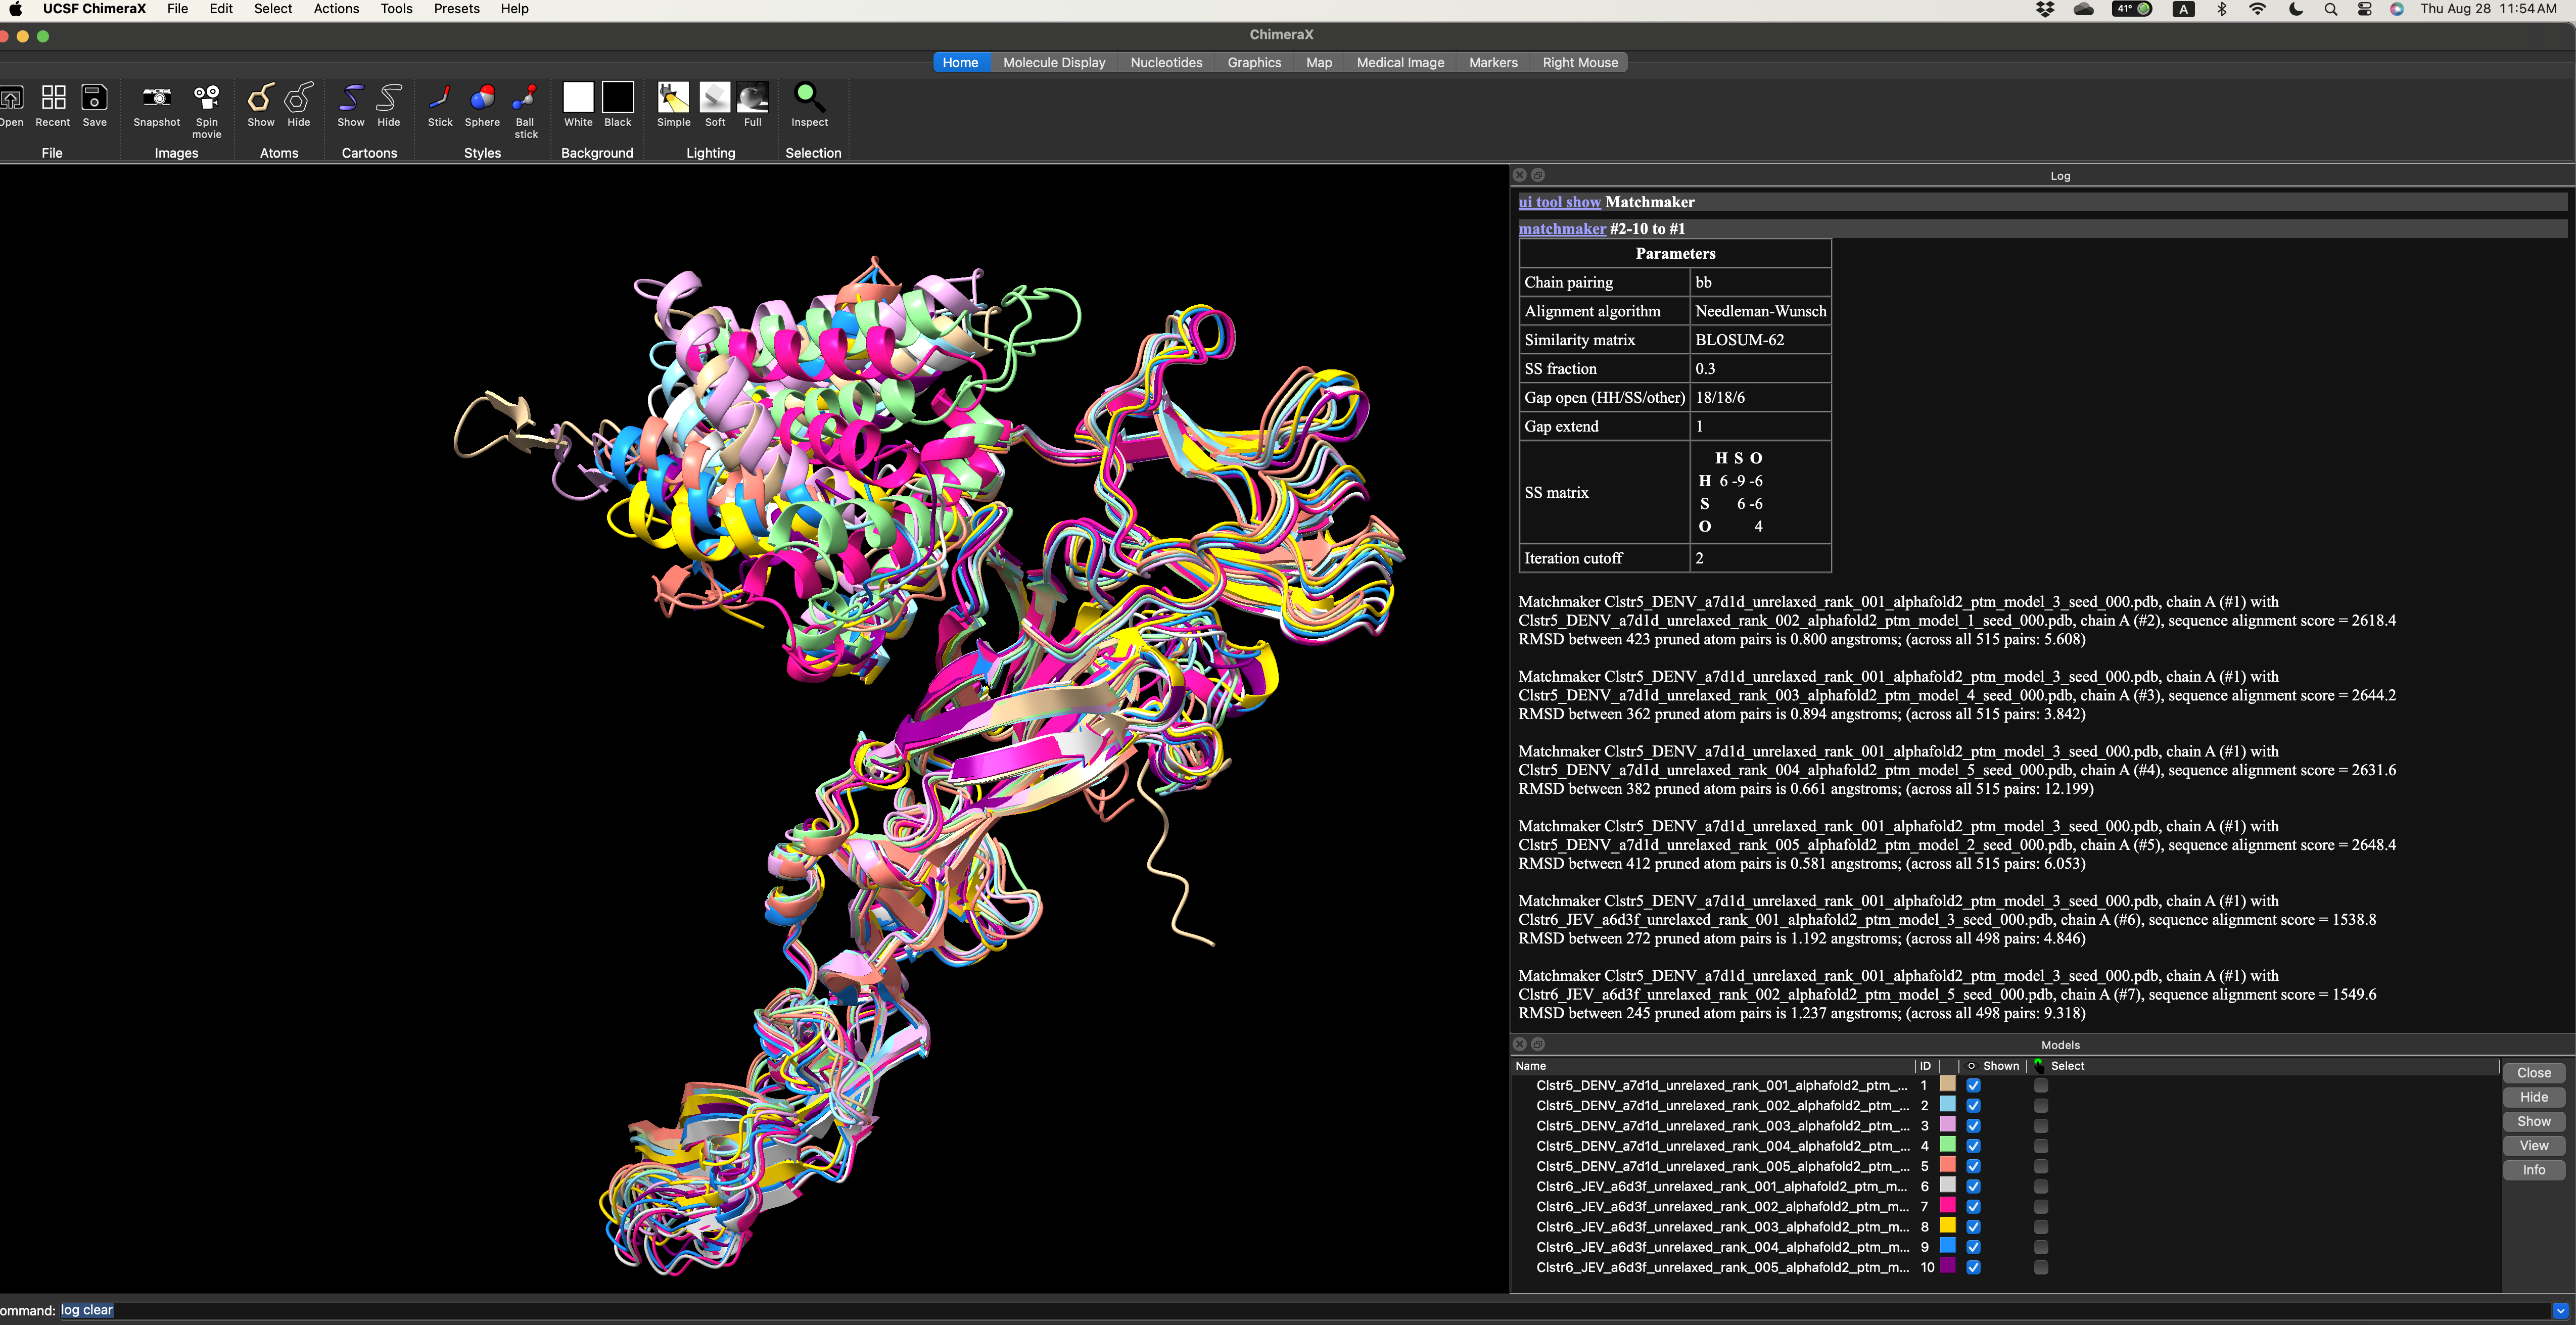 UCSF ChimeraX File Edit Select Actions Tools Presets Help
41° A Thu Aug 28 11:54 AM
ChimeraX
Home Molecule Display Nucleotides Graphics Map Medical Image Markers Right Mouse
Open Recent Save Snapshot Spin movie Show Hide Show Hide Stick Sphere Ball stick White Black Simple Soft Full Inspect
File Images Atoms Cartoons Styles Background Lighting Selection
Log
ui tool show Matchmaker
matchmaker #2-10 to #1
Parameters
Chain pairing bb
Alignment algorithm Needleman-Wunsch
Similarity matrix BLOSUM-62
SS fraction 0.3
Gap open (HH/SS/other) 18/18/6
Gap extend 1
SS matrix
H S O
H 6 -9 -6
S 6 -6
O 4
Iteration cutoff 2
Matchmaker Clstr5_DENV_a7d1d_unrelaxed_rank_001_alphafold2_ptm_model_3_seed_000.pdb, chain A (#1) with
Clstr5_DENV_a7d1d_unrelaxed_rank_002_alphafold2_ptm_model_1_seed_000.pdb, chain A (#2), sequence alignment score = 2618.4
RMSD between 423 pruned atom pairs is 0.800 angstroms; (across all 515 pairs: 5.608)
Matchmaker Clstr5_DENV_a7d1d_unrelaxed_rank_001_alphafold2_ptm_model_3_seed_000.pdb, chain A (#1) with
Clstr5_DENV_a7d1d_unrelaxed_rank_003_alphafold2_ptm_model_4_seed_000.pdb, chain A (#3), sequence alignment score = 2644.2
RMSD between 362 pruned atom pairs is 0.894 angstroms; (across all 515 pairs: 3.842)
Matchmaker Clstr5_DENV_a7d1d_unrelaxed_rank_001_alphafold2_ptm_model_3_seed_000.pdb, chain A (#1) with
Clstr5_DENV_a7d1d_unrelaxed_rank_004_alphafold2_ptm_model_5_seed_000.pdb, chain A (#4), sequence alignment score = 2631.6
RMSD between 382 pruned atom pairs is 0.661 angstroms; (across all 515 pairs: 12.199)
Matchmaker Clstr5_DENV_a7d1d_unrelaxed_rank_001_alphafold2_ptm_model_3_seed_000.pdb, chain A (#1) with
Clstr5_DENV_a7d1d_unrelaxed_rank_005_alphafold2_ptm_model_2_seed_000.pdb, chain A (#5), sequence alignment score = 2648.4
RMSD between 412 pruned atom pairs is 0.581 angstroms; (across all 515 pairs: 6.053)
Matchmaker Clstr5_DENV_a7d1d_unrelaxed_rank_001_alphafold2_ptm_model_3_seed_000.pdb, chain A (#1) with
Clstr6_JEV_a6d3f_unrelaxed_rank_001_alphafold2_ptm_model_3_seed_000.pdb, chain A (#6), sequence alignment score = 1538.8
RMSD between 272 pruned atom pairs is 1.192 angstroms; (across all 498 pairs: 4.846)
Matchmaker Clstr5_DENV_a7d1d_unrelaxed_rank_001_alphafold2_ptm_model_3_seed_000.pdb, chain A (#1) with
Clstr6_JEV_a6d3f_unrelaxed_rank_002_alphafold2_ptm_model_5_seed_000.pdb, chain A (#7), sequence alignment score = 1549.6
RMSD between 245 pruned atom pairs is 1.237 angstroms; (across all 498 pairs: 9.318)
Models
Name ID Shown Select
Clstr5_DENV_a7d1d_unrelaxed_rank_001_alphafold2_ptm_... 1
Clstr5_DENV_a7d1d_unrelaxed_rank_002_alphafold2_ptm_... 2
Clstr5_DENV_a7d1d_unrelaxed_rank_003_alphafold2_ptm_... 3
Clstr5_DENV_a7d1d_unrelaxed_rank_004_alphafold2_ptm_... 4
Clstr5_DENV_a7d1d_unrelaxed_rank_005_alphafold2_ptm_... 5
Clstr6_JEV_a6d3f_unrelaxed_rank_001_alphafold2_ptm_m... 6
Clstr6_JEV_a6d3f_unrelaxed_rank_002_alphafold2_ptm_m... 7
Clstr6_JEV_a6d3f_unrelaxed_rank_003_alphafold2_ptm_m... 8
Clstr6_JEV_a6d3f_unrelaxed_rank_004_alphafold2_ptm_m... 9
Clstr6_JEV_a6d3f_unrelaxed_rank_005_alphafold2_ptm_m... 10
Close
Hide
Show
View
Info
ommand: log clear